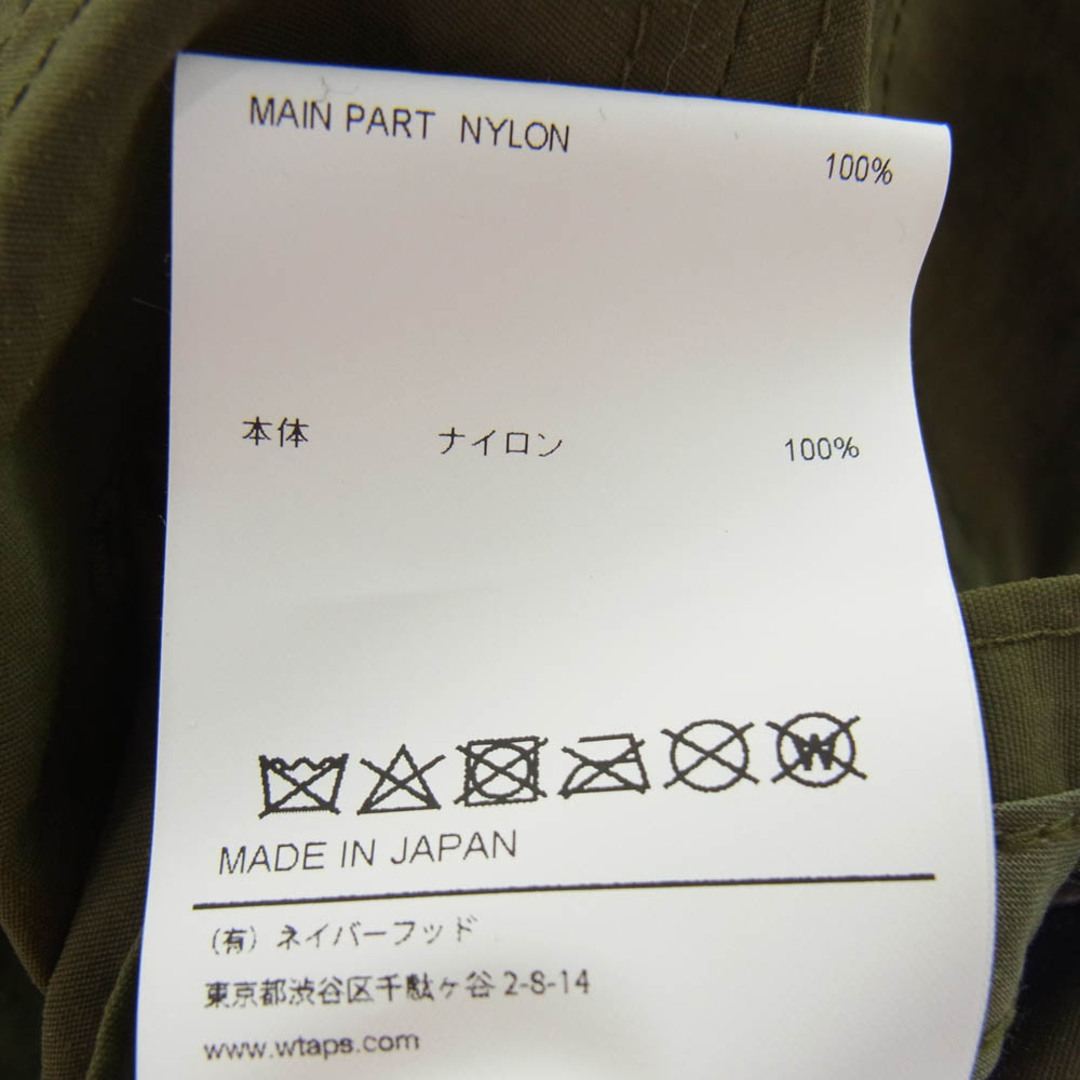 MAIN PART NYLON 100%
本体 ナイロン 100%
W
MADE IN JAPAN
(有) ネイバーフッド
東京都渋谷区千駄ヶ谷 2-8-14
www.wtaps.com